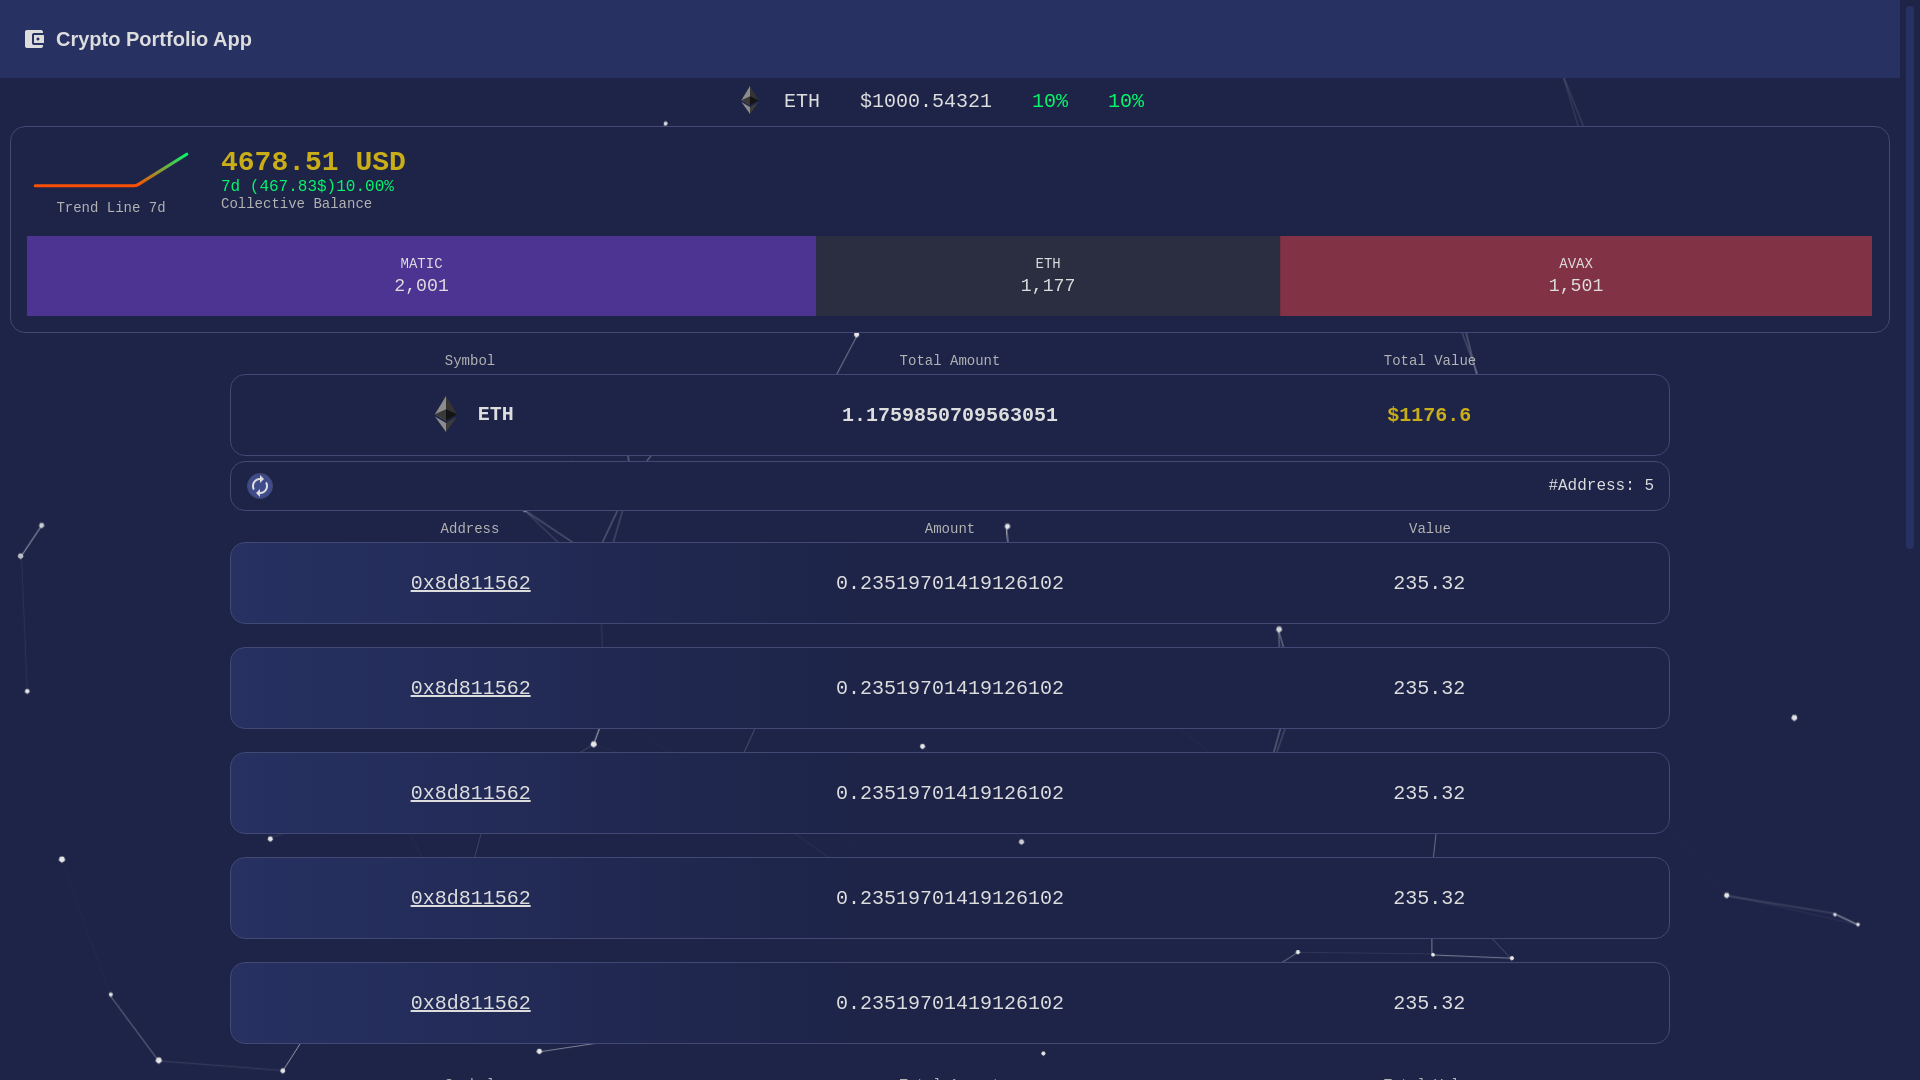 Crypto Portfolio App
ETH $1000.54321 10% 10%
4678.51 USD
7d (467.83$)10.00%
Collective Balance
Trend Line 7d
MATIC ETH AVAX
2,001 1,177 1,501
Symbol Total Amount Total Value
ETH 1.1759850709563051 $1176.6
#Address: 5
Address Amount Value
0x8d811562 0.23519701419126102 235.32
0x8d811562 0.23519701419126102 235.32
0x8d811562 0.23519701419126102 235.32
0x8d811562 0.23519701419126102 235.32
0x8d811562 0.23519701419126102 235.32